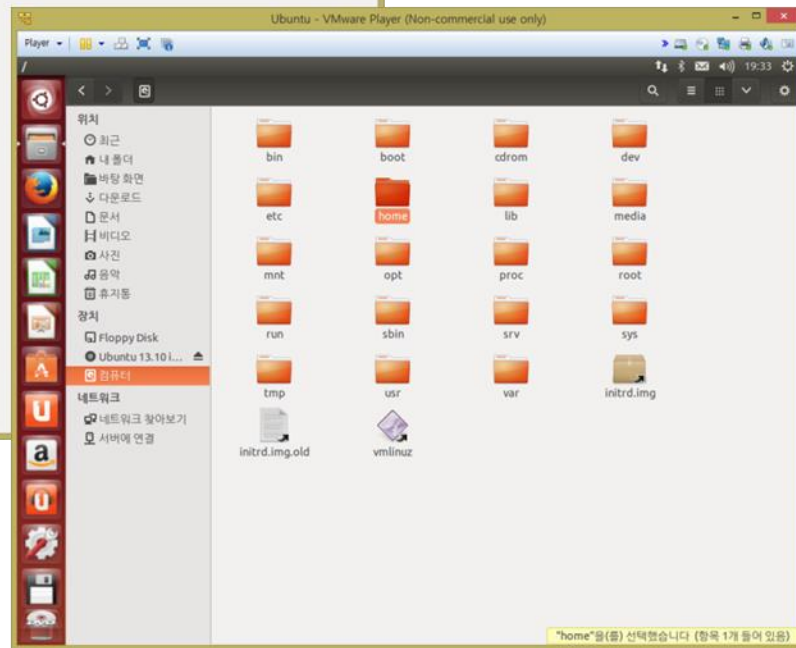 Ubuntu - VMware Player (Non-commercial use only)
Player
/
19:33
위치
최근
내 폴더
바탕 화면
다운로드
문서
비디오
사진
음악
휴지통
장치
Floppy Disk
Ubuntu 13.10 i...
컴퓨터
네트워크
네트워크 찾아보기
서버에 연결
bin boot cdrom dev
etc home lib media
mnt opt proc root
run sbin srv sys
tmp usr var initrd.img
initrd.img.old vmlinuz
"home"을(를) 선택했습니다 (항목 1개 들어 있음)